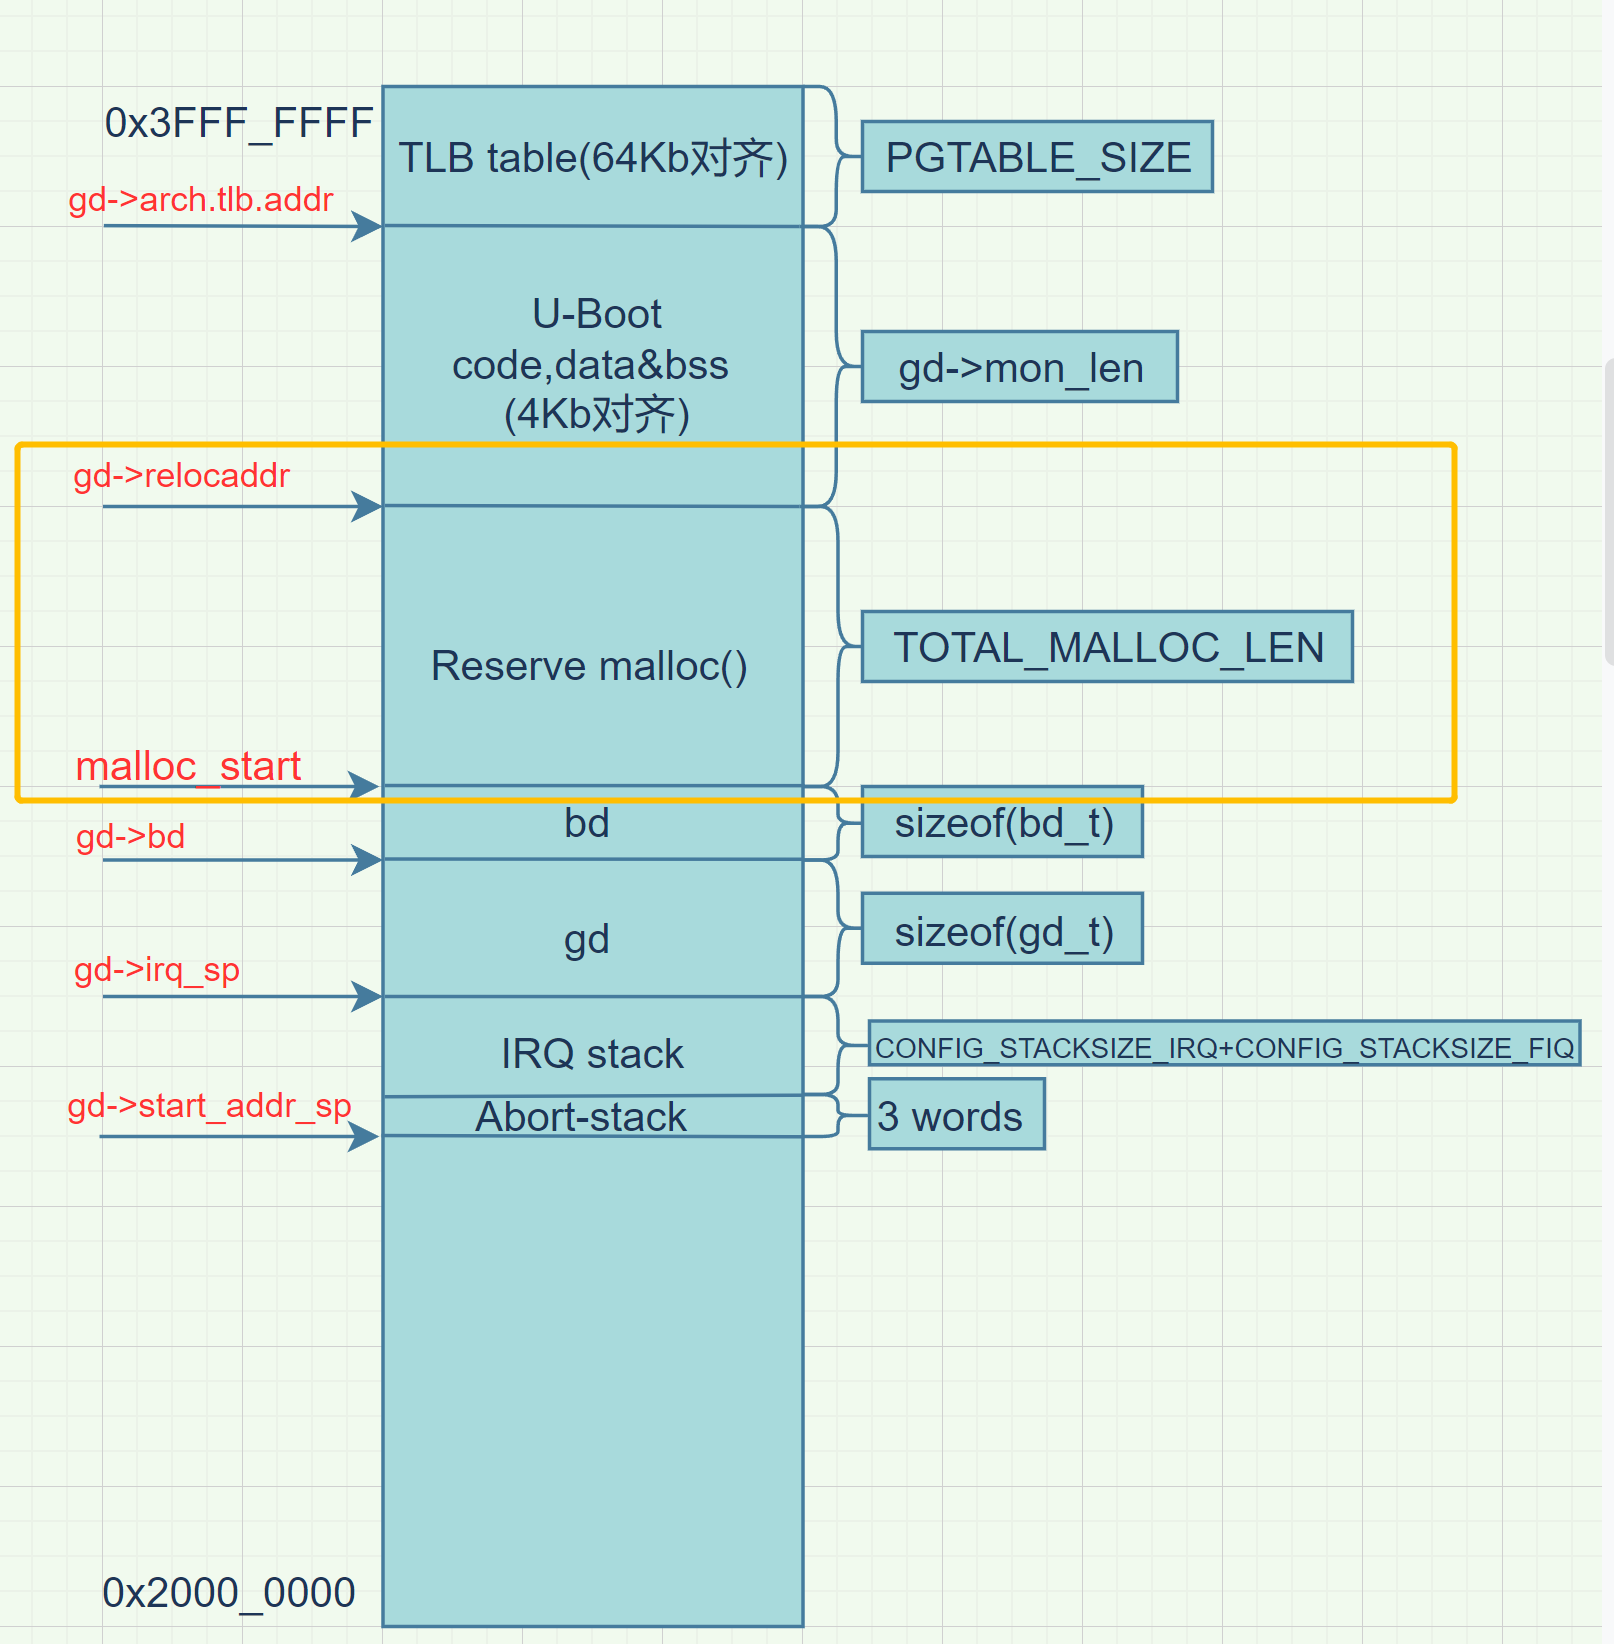 0x3FFF_FFFF
TLB table(64Kb对齐)
PGTABLE_SIZE
gd->arch.tlb.addr
U-Boot
code,data&bss
(4Kb对齐)
gd->mon_len
gd->relocaddr
Reserve malloc()
TOTAL_MALLOC_LEN
malloc_start
bd
sizeof(bd_t)
gd->bd
gd
sizeof(gd_t)
gd->irq_sp
IRQ stack
CONFIG_STACKSIZE_IRQ+CONFIG_STACKSIZE_FIQ
gd->start_addr_sp
Abort-stack
3 words
0x2000_0000